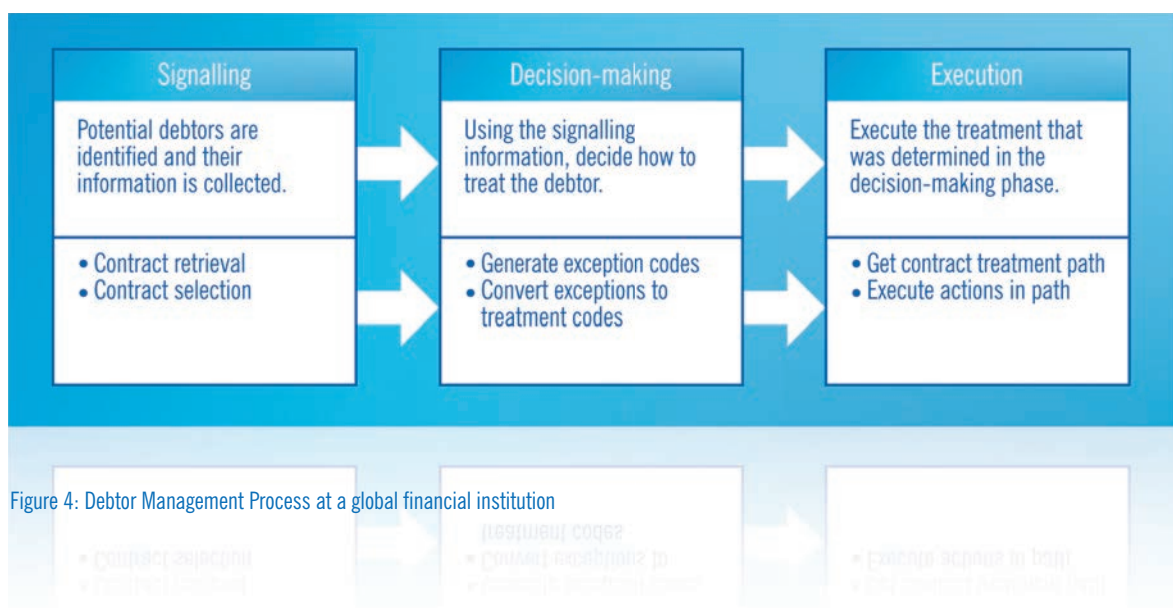 Signalling
Potential debtors are
identified and their
information is collected.
• Contract retrieval
• Contract selection
Decision-making
Using the signalling
information, decide how to
treat the debtor.
• Generate exception codes
• Convert exceptions to
treatment codes
Execution
Execute the treatment that
was determined in the
decision-making phase.
• Get contract treatment path
• Execute actions in path
Figure 4: Debtor Management Process at a global financial institution